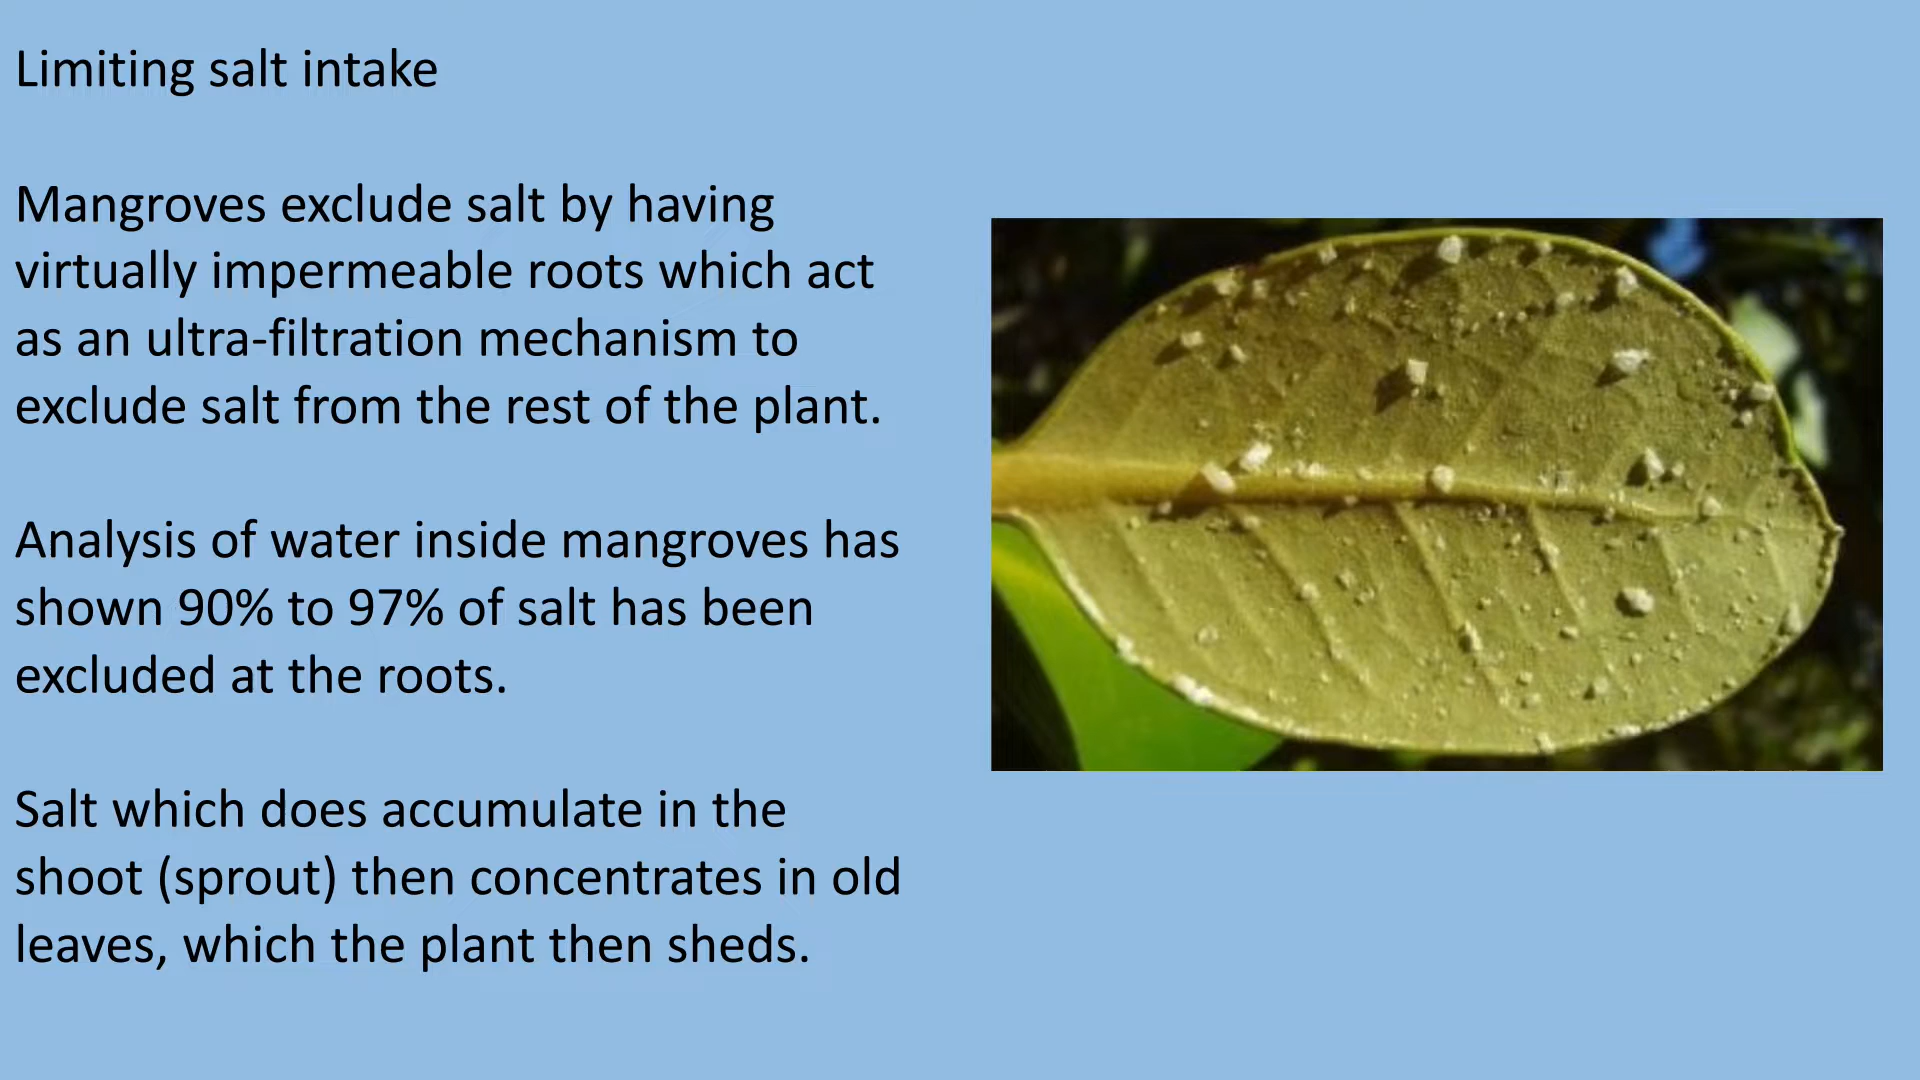 Limiting salt intake
Mangroves exclude salt by having
virtually impermeable roots which act
as an ultra-filtration mechanism to
exclude salt from the rest of the plant.
Analysis of water inside mangroves has
shown 90% to 97% of salt has been
excluded at the roots.
Salt which does accumulate in the
shoot (sprout) then concentrates in old
leaves, which the plant then sheds.